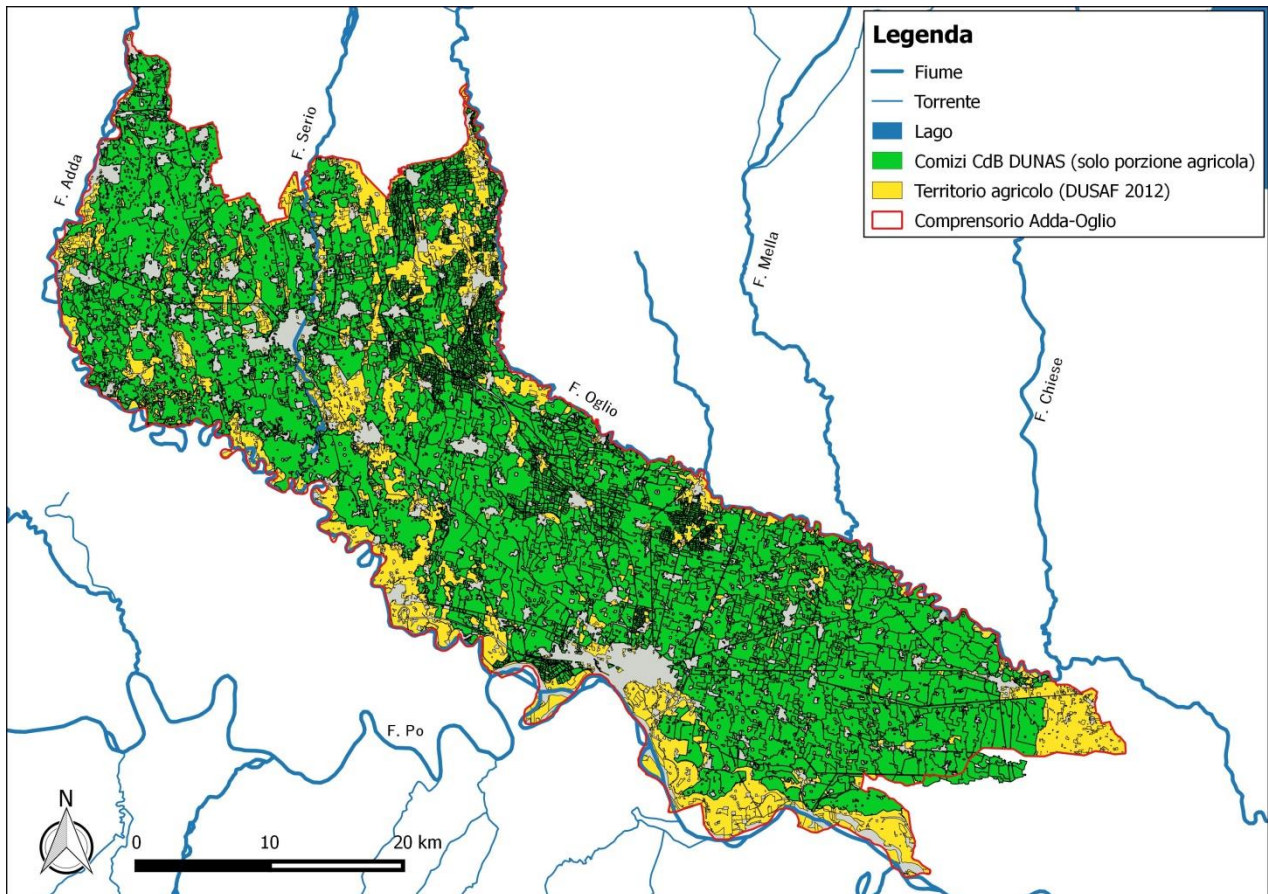 Legenda
Fiume
Torrente
Lago
Comizi CdB DUNAS (solo porzione agricola)
Territorio agricolo (DUSAF 2012)
Comprensorio Adda-Oglio
F. Adda
F. Serio
F. Mella
F. Oglio
F. Chiese
F. Po
N
0 10 20 km